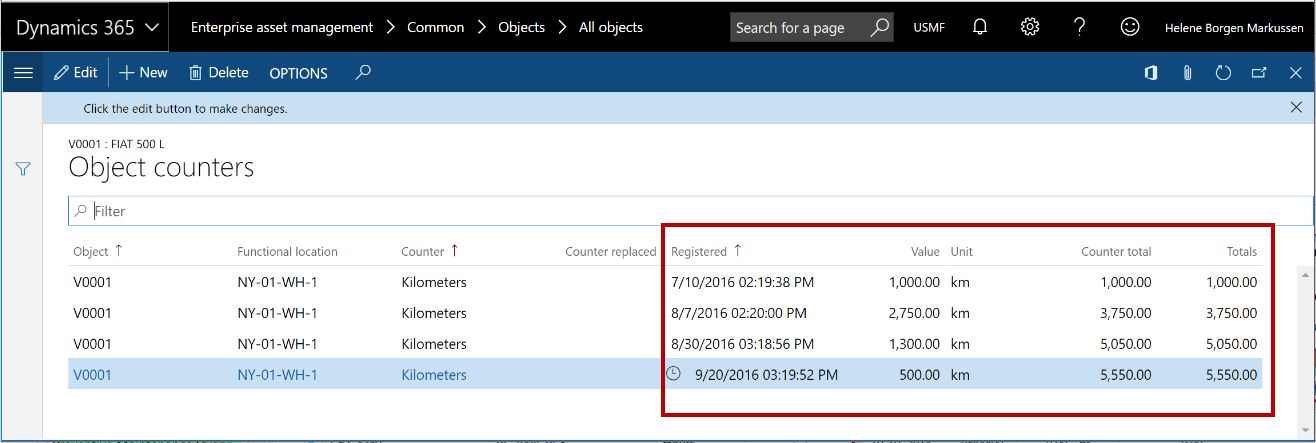 Dynamics 365 Enterprise asset management > Common > Objects > All objects Search for a page USMF ? Helene Borgen Markussen
Edit + New Delete OPTIONS
Click the edit button to make changes.
V0001 : FIAT 500 L
Object counters
Filter
Object ↑ Functional location Counter ↑ Counter replaced Registered ↑ Value Unit Counter total Totals
V0001 NY-01-WH-1 Kilometers 7/10/2016 02:19:38 PM 1,000.00 km 1,000.00 1,000.00
V0001 NY-01-WH-1 Kilometers 8/7/2016 02:20:00 PM 2,750.00 km 3,750.00 3,750.00
V0001 NY-01-WH-1 Kilometers 8/30/2016 03:18:56 PM 1,300.00 km 5,050.00 5,050.00
V0001 NY-01-WH-1 Kilometers 9/20/2016 03:19:52 PM 500.00 km 5,550.00 5,550.00